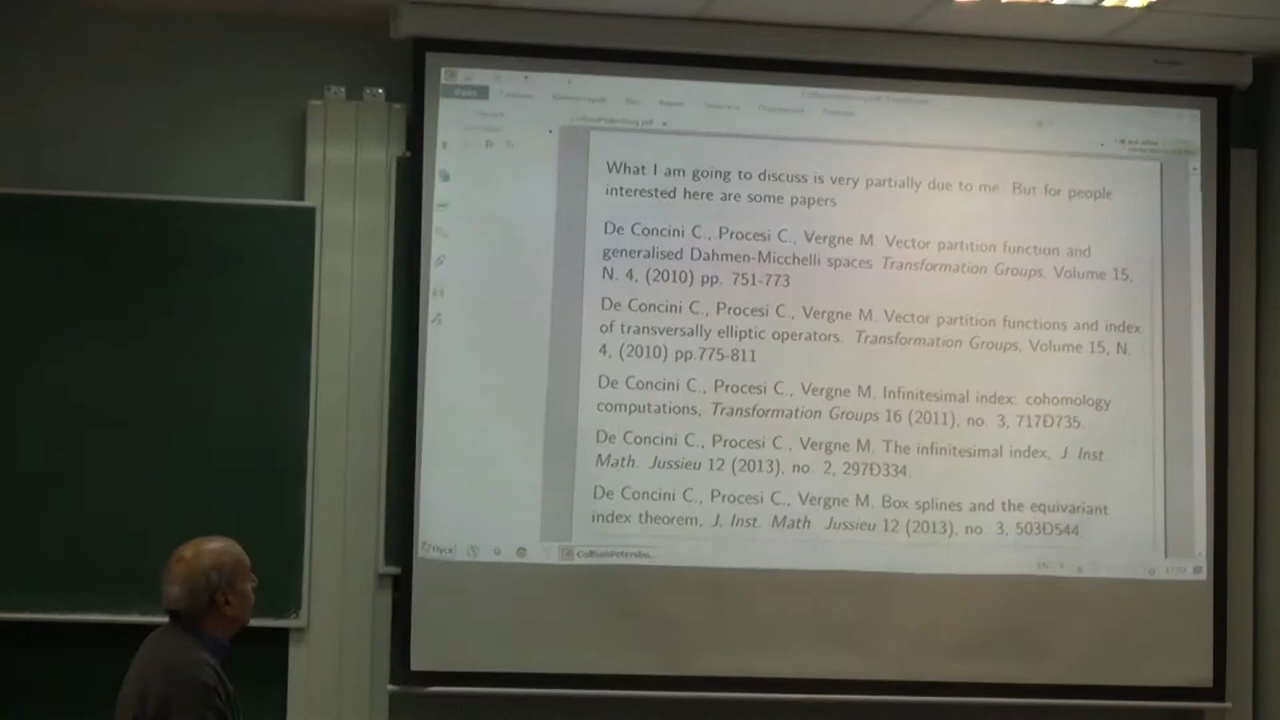 Файл
Комментарий
What I am going to discuss is very partially due to me. But for people
interested here are some papers
De Concini C., Procesi C., Vergne M. Vector partition function and
generalised Dahmen-Micchelli spaces Transformation Groups, Volume 15,
N. 4, (2010) pp. 751-773
De Concini C., Procesi C., Vergne M. Vector partition functions and index
of transversally elliptic operators. Transformation Groups, Volume 15, N.
4, (2010) pp.775-811
De Concini C., Procesi C., Vergne M. Infinitesimal index: cohomology
computations, Transformation Groups 16 (2011), no. 3, 717Ð735.
De Concini C., Procesi C., Vergne M. The infinitesimal index, J. Inst.
Math. Jussieu 12 (2013), no. 2, 297Ð334.
De Concini C., Procesi C., Vergne M. Box splines and the equivariant
index theorem, J. Inst. Math. Jussieu 12 (2013), no. 3, 503Ð544.
Пуск